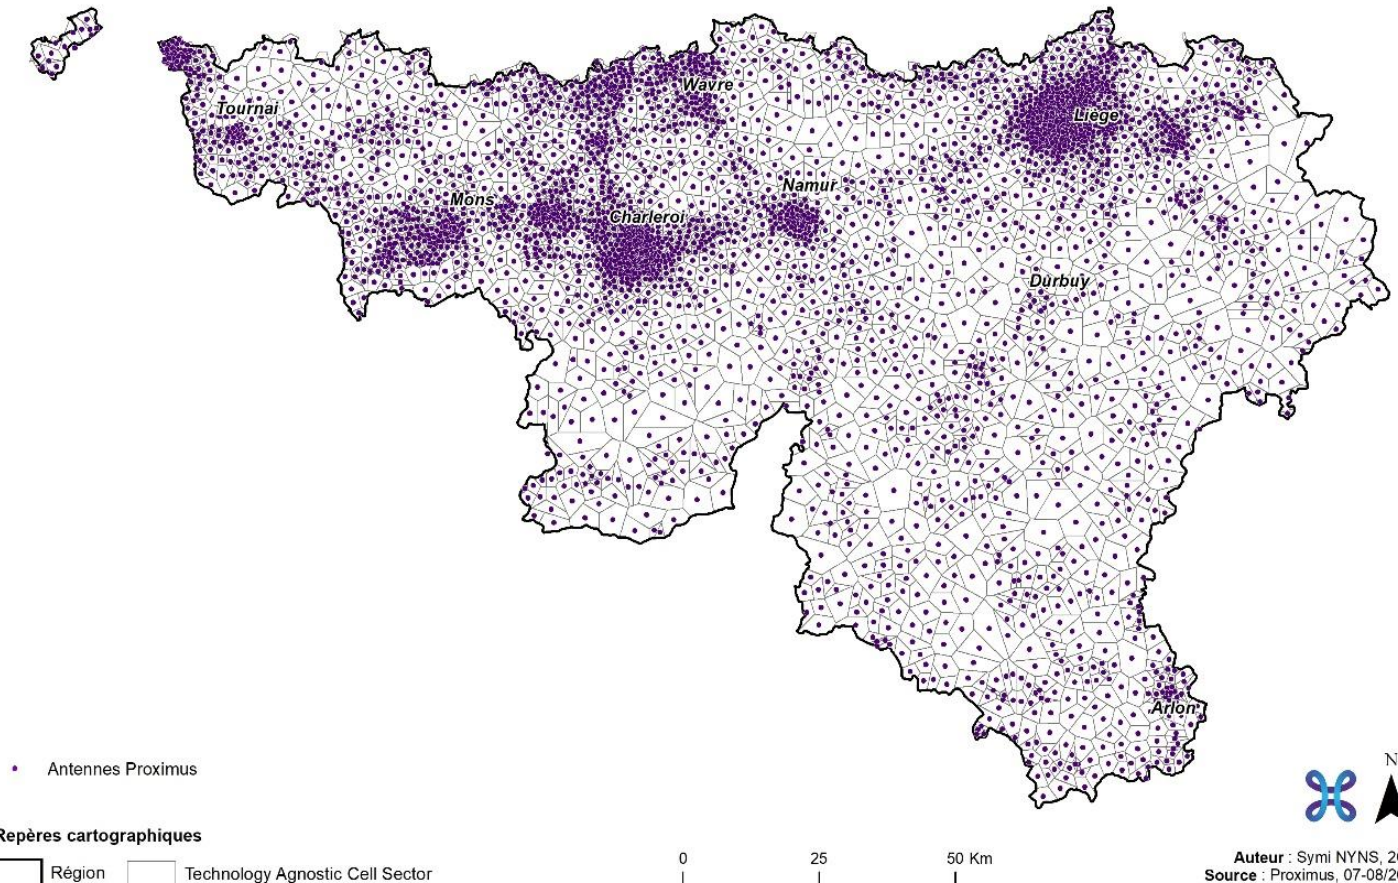 Wavre
Tournai
Liège
Namur
Mons
Charleroi
Durbuy
Arlon
N
Antennes Proximus
Repères cartographiques
Région
Technology Agnostic Cell Sector
0 25 50 Km
Auteur : Symi NYNS,
Source : Proximus,